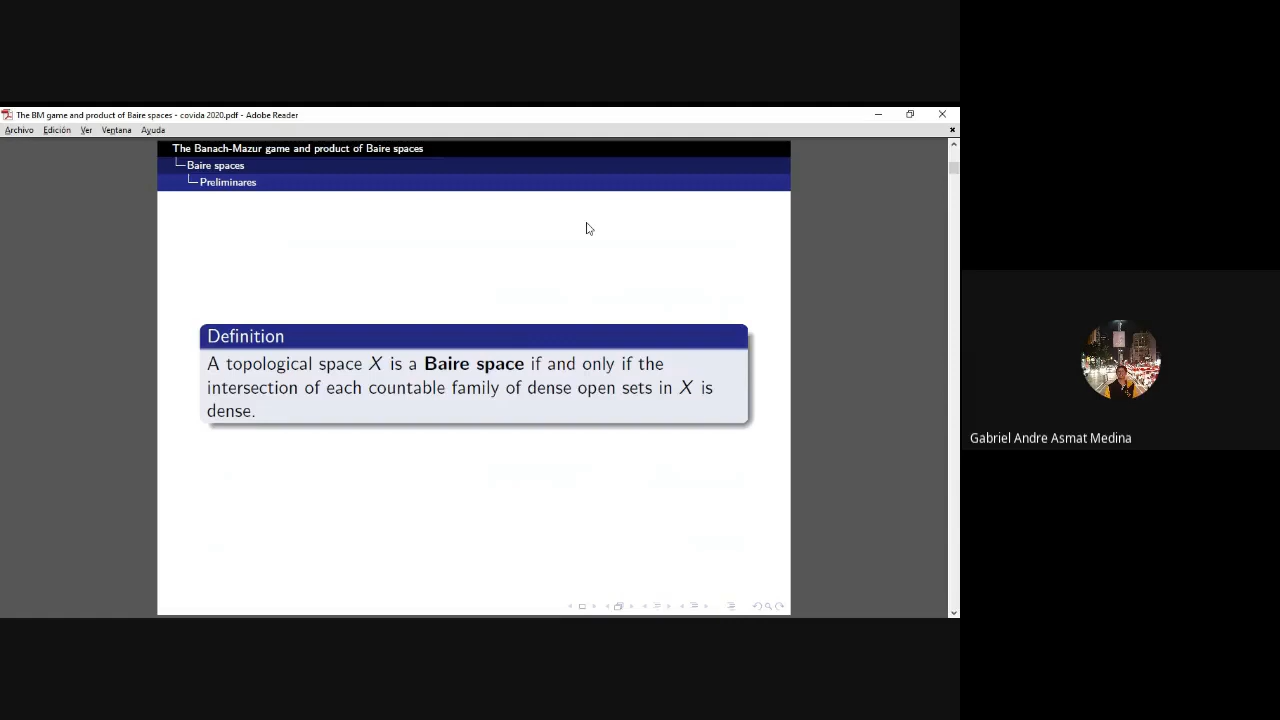 The BM game and product of Baire spaces - covida 2020.pdf - Adobe Reader
Archivo Edición Ver Ventana Ayuda
The Banach-Mazur game and product of Baire spaces
Baire spaces
Preliminares
Definition
A topological space X is a Baire space if and only if the
intersection of each countable family of dense open sets in X is
dense.
Gabriel Andre Asmat Medina